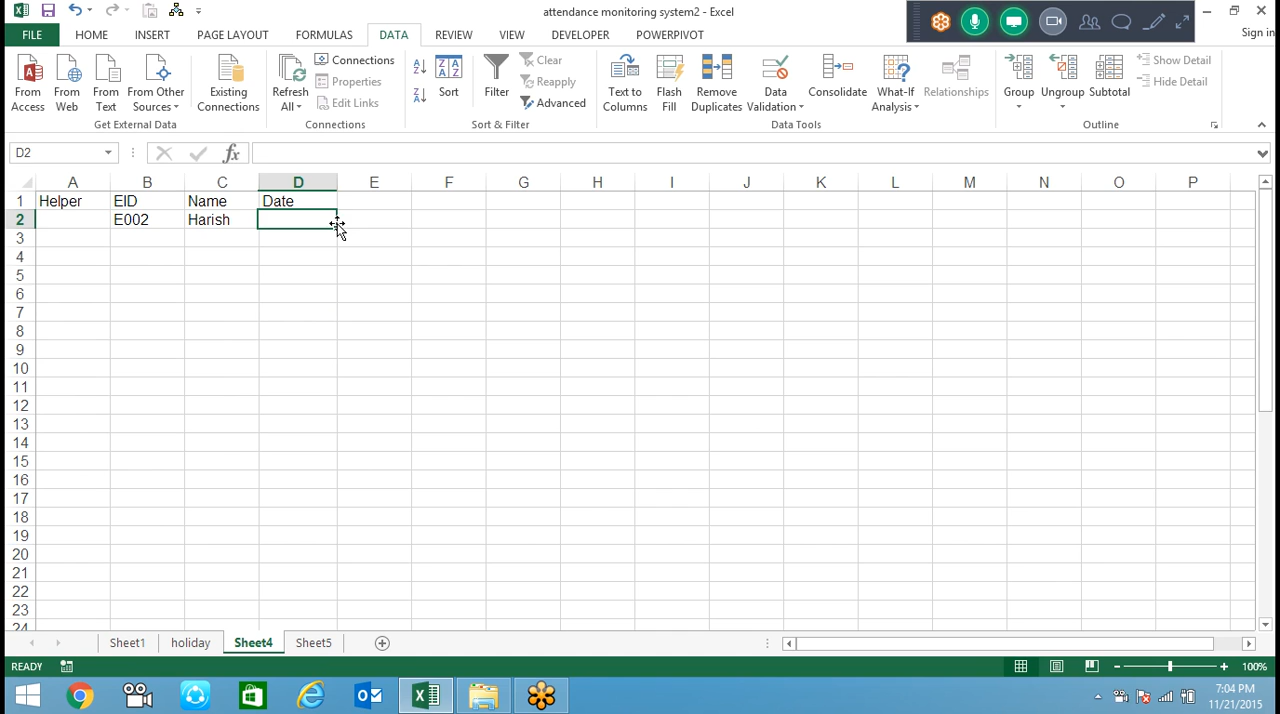 attendance monitoring system2 - Excel
Sign in
FILE HOME INSERT PAGE LAYOUT FORMULAS DATA REVIEW VIEW DEVELOPER POWERPIVOT
From Access
From Web
From Text
From Other Sources
Existing Connections
Get External Data
Refresh All
Connections
Properties
Edit Links
Connections
Sort
Filter
Clear
Reapply
Advanced
Sort & Filter
Text to Columns
Flash Fill
Remove Duplicates
Data Validation
Consolidate
What-If Analysis
Relationships
Data Tools
Group
Ungroup
Subtotal
Show Detail
Hide Detail
Outline
D2
fx
A B C D E F G H I J K L M N O P
1 Helper EID Name Date
2 E002 Harish
3
4
5
6
7
8
9
10
11
12
13
14
15
16
17
18
19
20
21
22
23
24
Sheet1 holiday Sheet4 Sheet5
READY
100%
7:04 PM
11/21/2015